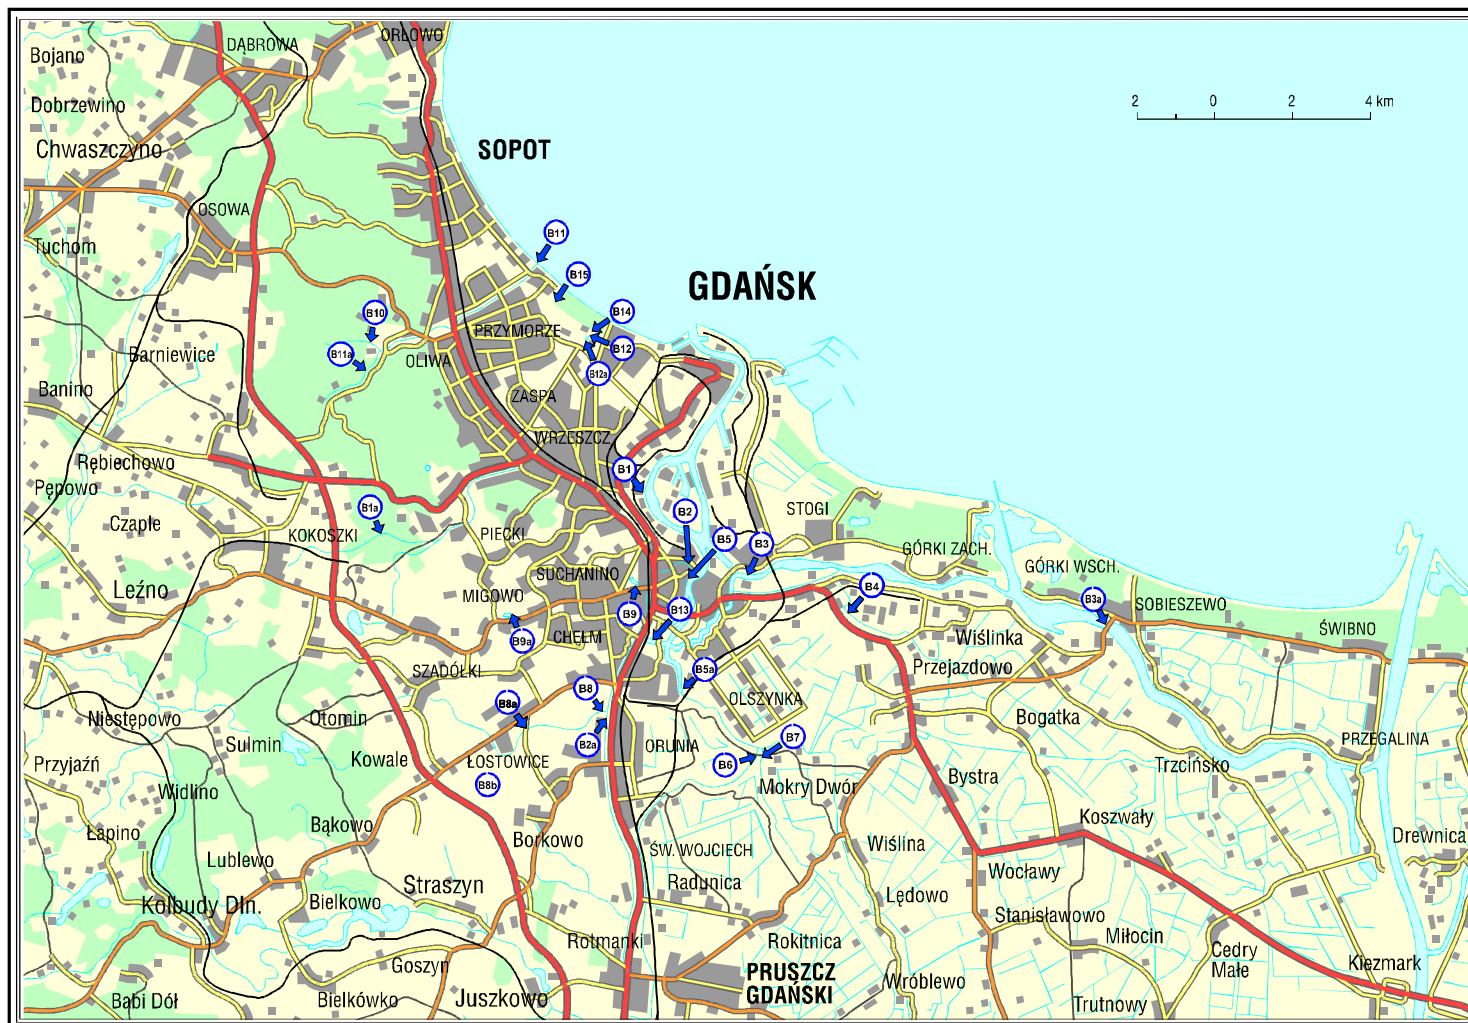 ORŁOWO
DĄBROWA
Bojano
Dobrzewino
2 0 2 4 km
Chwaszczyno
SOPOT
OSOWA
Tuchom
B11
B15
GDAŃSK
B10
B14
PRZYMORZE
B12
Barniewice
B11a
OLIWA
B12a
Banino
ZASPA
WRZESZCZ
Rębiechowo
B1
Pępowo
B1a
STOGI
B2
Czaple
KOKOSZKI
PIECKI
B5
B3
GÓRKI ZACH.
GÓRKI WSCH.
SUCHANINO
Leźno
MIGOWO
B4
B3a
SOBIESZEWO
B9
B13
ŚWIBNO
B9a
CHEŁM
Wiślinka
SZADÓŁKI
B5a
Przejazdowo
B8
OLSZYNKA
B8a
Niestępowo
Otomin
Bogatka
Sulmin
B2a
ORUNIA
B7
PRZEGALINA
Kowale
ŁOSTOWICE
B6
Przyjaźń
Trzcińsko
Widlino
B8b
Mokry Dwór
Bystra
Bąkowo
Koszwały
Łapino
Borkowo
Drewnica
Lublewo
ŚW. WOJCIECH
Wiślina
Radunica
Wocławy
Straszyn
Kolbudy Dln.
Bielkowo
Lędowo
Stanisławowo
Rotmanki
Rokitnica
Miłocin
Cedry
Małe
Goszyn
PRUSZCZ
GDAŃSKI
Kiezmark
Wróblewo
Bąbi Dół
Bielkówko
Juszkowo
Trutnowy